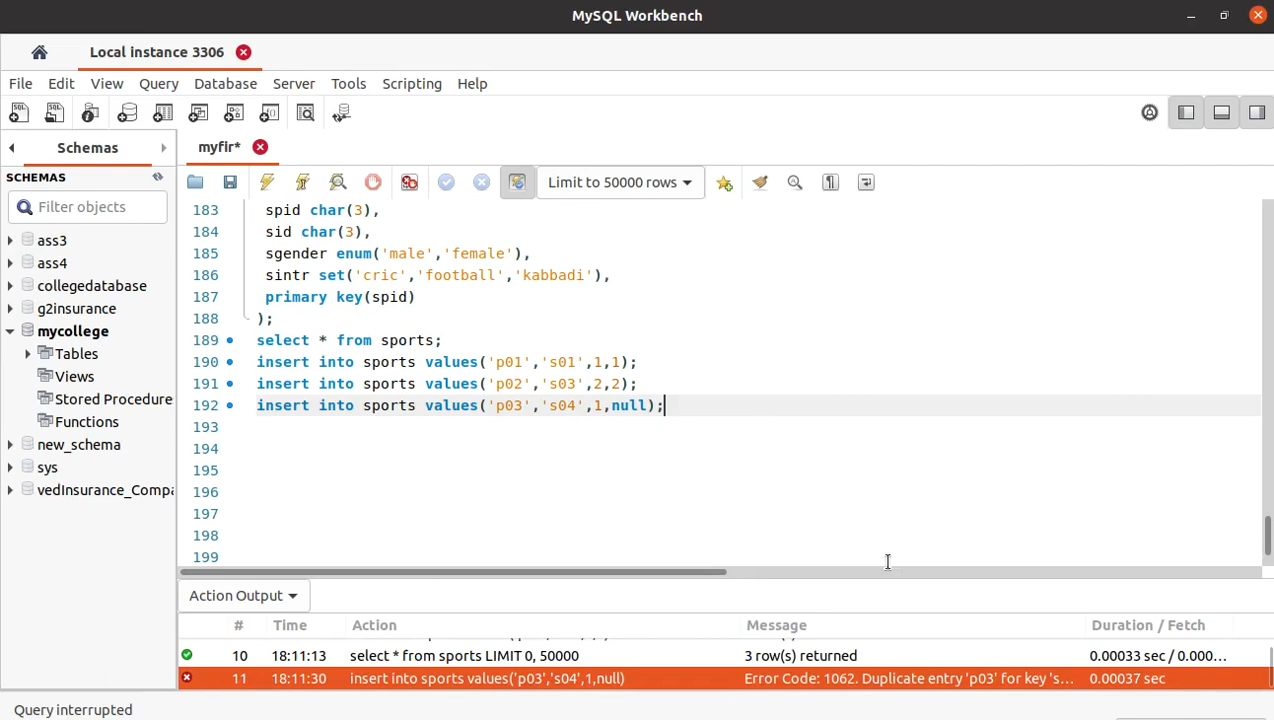 MySQL Workbench
Local instance 3306
File Edit View Query Database Server Tools Scripting Help
Schemas
myfir*
SCHEMAS
Filter objects
Limit to 50000 rows
ass3
ass4
collegedatabase
g2insurance
mycollege
Tables
Views
Stored Procedure
Functions
new_schema
sys
vedInsurance_Compa
183 spid char(3),
184 sid char(3),
185 sgender enum('male','female'),
186 sintr set('cric','football','kabbadi'),
187 primary key(spid)
188 );
189 select * from sports;
190 insert into sports values('p01','s01',1,1);
191 insert into sports values('p02','s03',2,2);
192 insert into sports values('p03','s04',1,null);
193
194
195
196
197
198
199
Action Output
# Time Action Message Duration / Fetch
10 18:11:13 select * from sports LIMIT 0, 50000 3 row(s) returned 0.00033 sec / 0.000...
11 18:11:30 insert into sports values('p03','s04',1,null) Error Code: 1062. Duplicate entry 'p03' for key 's... 0.00037 sec
Query interrupted